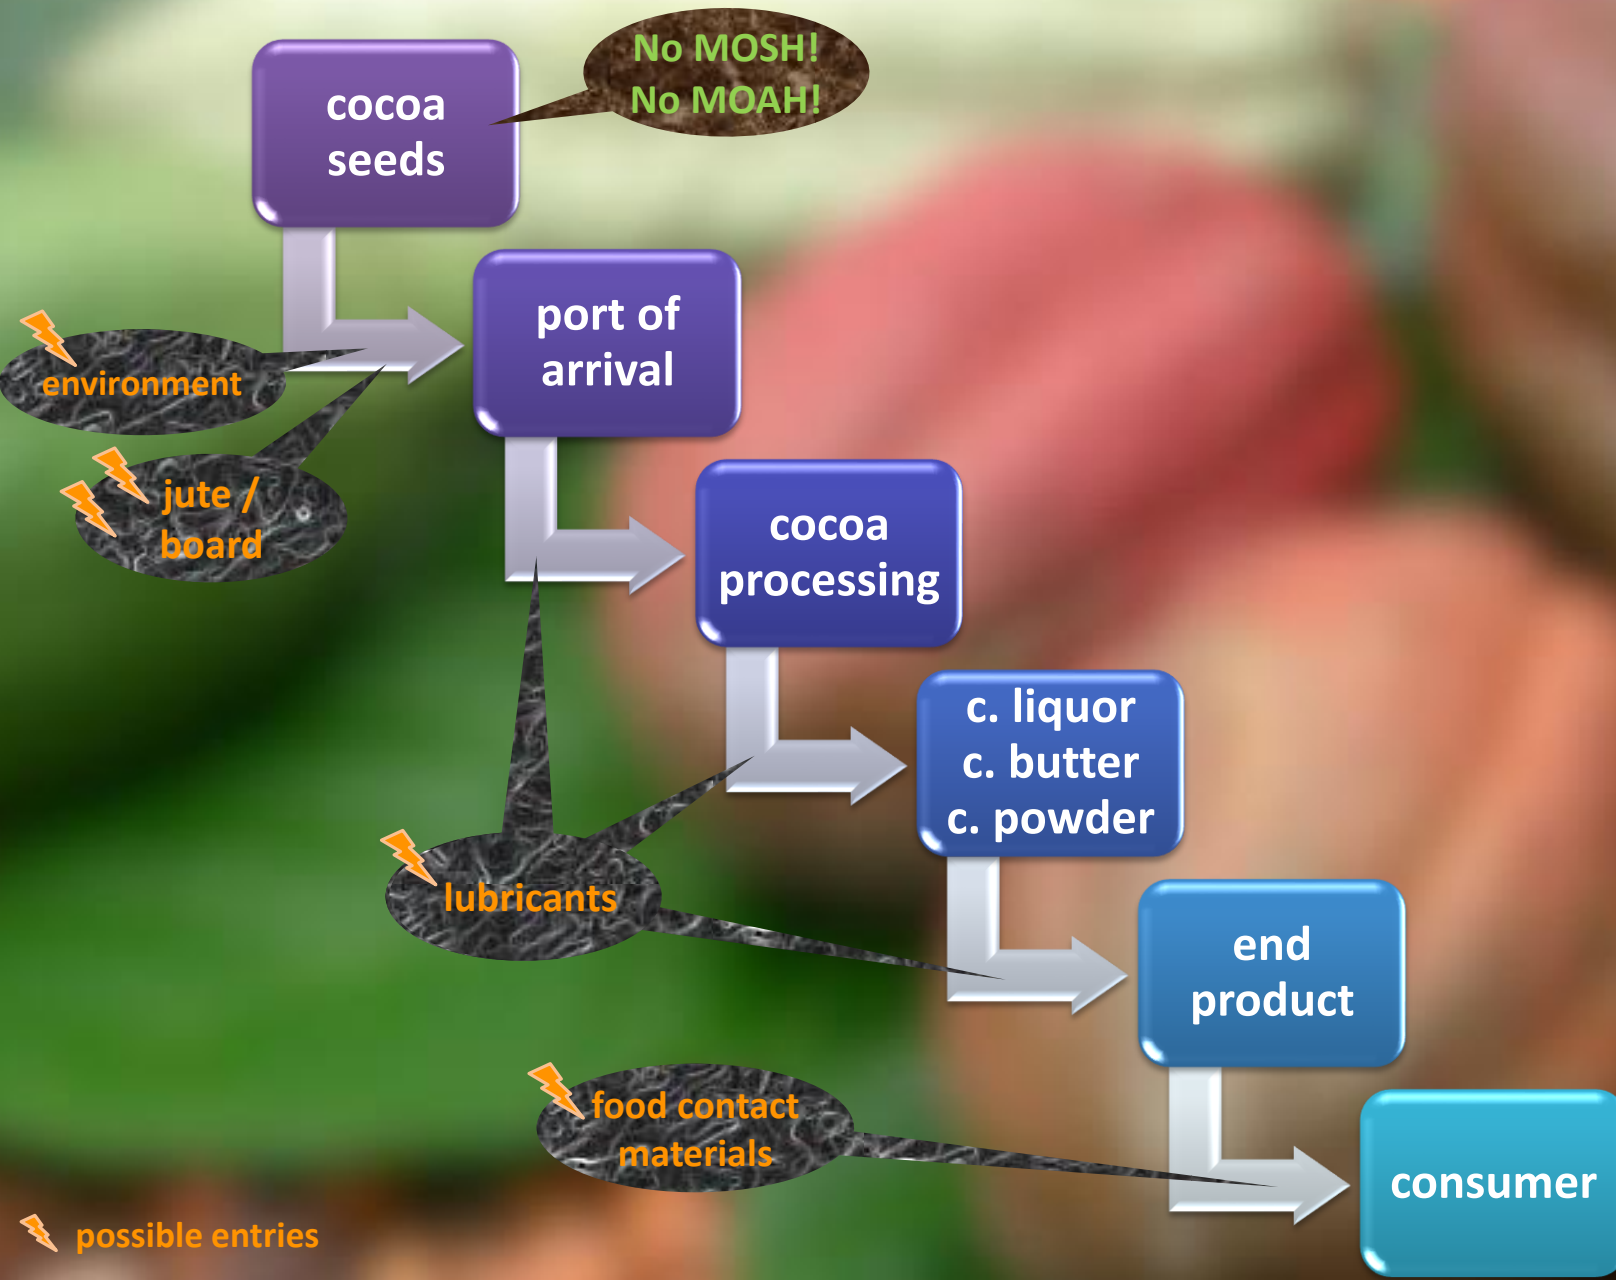 No MOSH!
No MOAH!
cocoa
seeds
port of
arrival
environment
jute /
board
cocoa
processing
c. liquor
c. butter
c. powder
lubricants
end
product
food contact
materials
consumer
possible entries